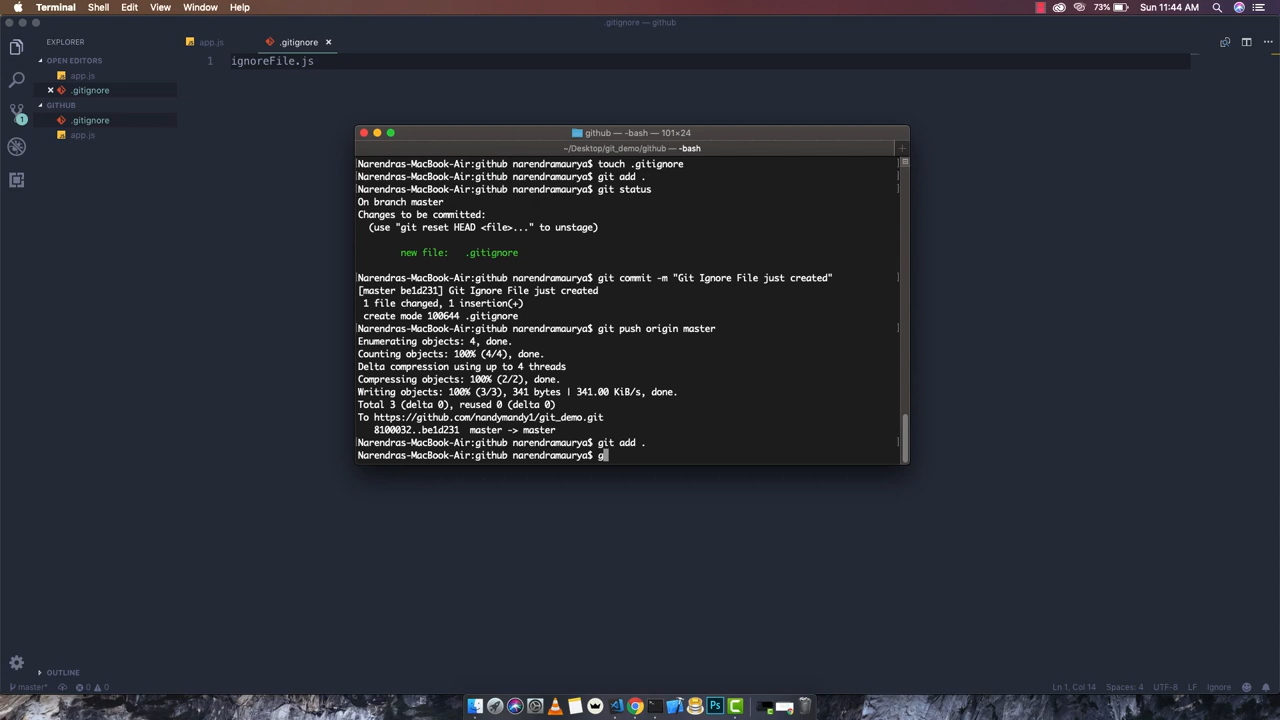 Terminal Shell Edit View Window Help 73% Sun 11:44 AM
.gitignore — github
EXPLORER
app.js .gitignore ×
OPEN EDITORS
1 ignoreFile.js
app.js
× .gitignore
GITHUB
.gitignore
1
app.js
github — -bash — 101×24
~/Desktop/git_demo/github — -bash +
Narendras-MacBook-Air:github narendramaurya$ touch .gitignore
Narendras-MacBook-Air:github narendramaurya$ git add .
Narendras-MacBook-Air:github narendramaurya$ git status
On branch master
Changes to be committed:
(use "git reset HEAD <file>..." to unstage)
new file: .gitignore
Narendras-MacBook-Air:github narendramaurya$ git commit -m "Git Ignore File just created"
[master be1d231] Git Ignore File just created
1 file changed, 1 insertion(+)
create mode 100644 .gitignore
Narendras-MacBook-Air:github narendramaurya$ git push origin master
Enumerating objects: 4, done.
Counting objects: 100% (4/4), done.
Delta compression using up to 4 threads
Compressing objects: 100% (2/2), done.
Writing objects: 100% (3/3), 341 bytes | 341.00 KiB/s, done.
Total 3 (delta 0), reused 0 (delta 0)
To https://github.com/nandymandy1/git_demo.git
8100032..be1d231 master -> master
Narendras-MacBook-Air:github narendramaurya$ git add .
Narendras-MacBook-Air:github narendramaurya$ g
OUTLINE
master* 0 0 Ln 1, Col 14 Spaces: 4 UTF-8 LF Ignore
Ps